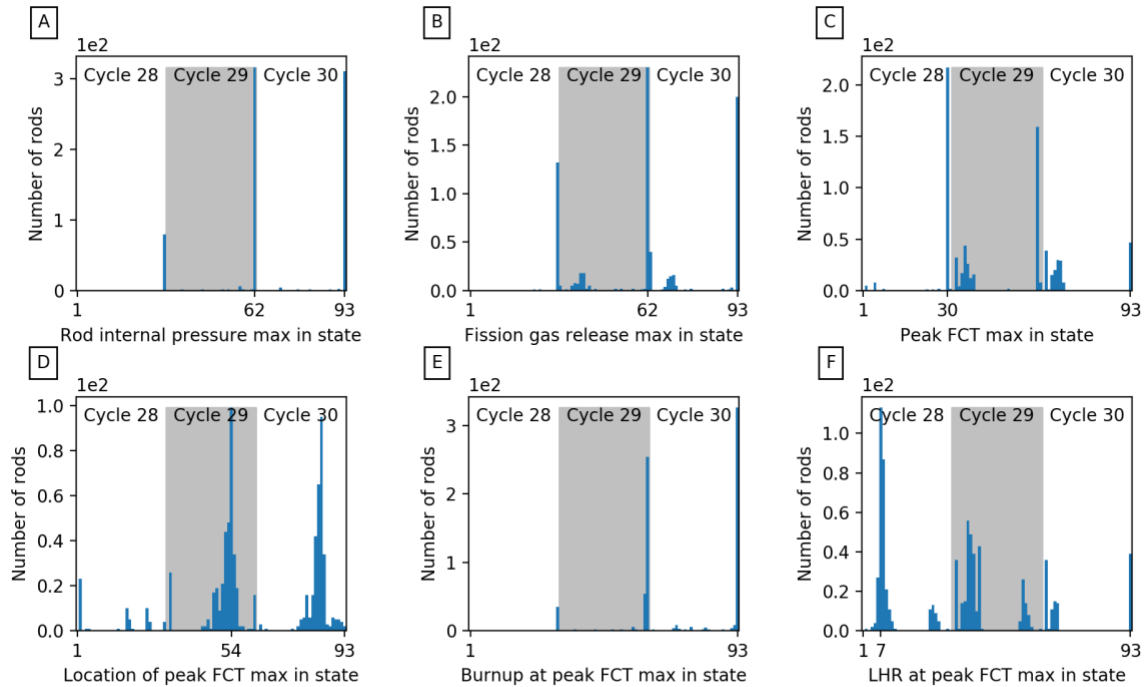 A
1e2
Cycle 28 Cycle 29 Cycle 30
Number of rods
3
2
1
0
1 62 93
Rod internal pressure max in state
B
1e2
Cycle 28 Cycle 29 Cycle 30
Number of rods
2.0
1.5
1.0
0.5
0.0
1 62 93
Fission gas release max in state
C
1e2
Cycle 28 Cycle 29 Cycle 30
Number of rods
2.0
1.5
1.0
0.5
0.0
1 30 93
Peak FCT max in state
D
1e2
Cycle 28 Cycle 29 Cycle 30
Number of rods
1.0
0.8
0.6
0.4
0.2
0.0
1 54 93
Location of peak FCT max in state
E
1e2
Cycle 28 Cycle 29 Cycle 30
Number of rods
3
2
1
0
1 93
Burnup at peak FCT max in state
F
1e2
Cycle 28 Cycle 29 Cycle 30
Number of rods
1.0
0.8
0.6
0.4
0.2
0.0
1 7 93
LHR at peak FCT max in state